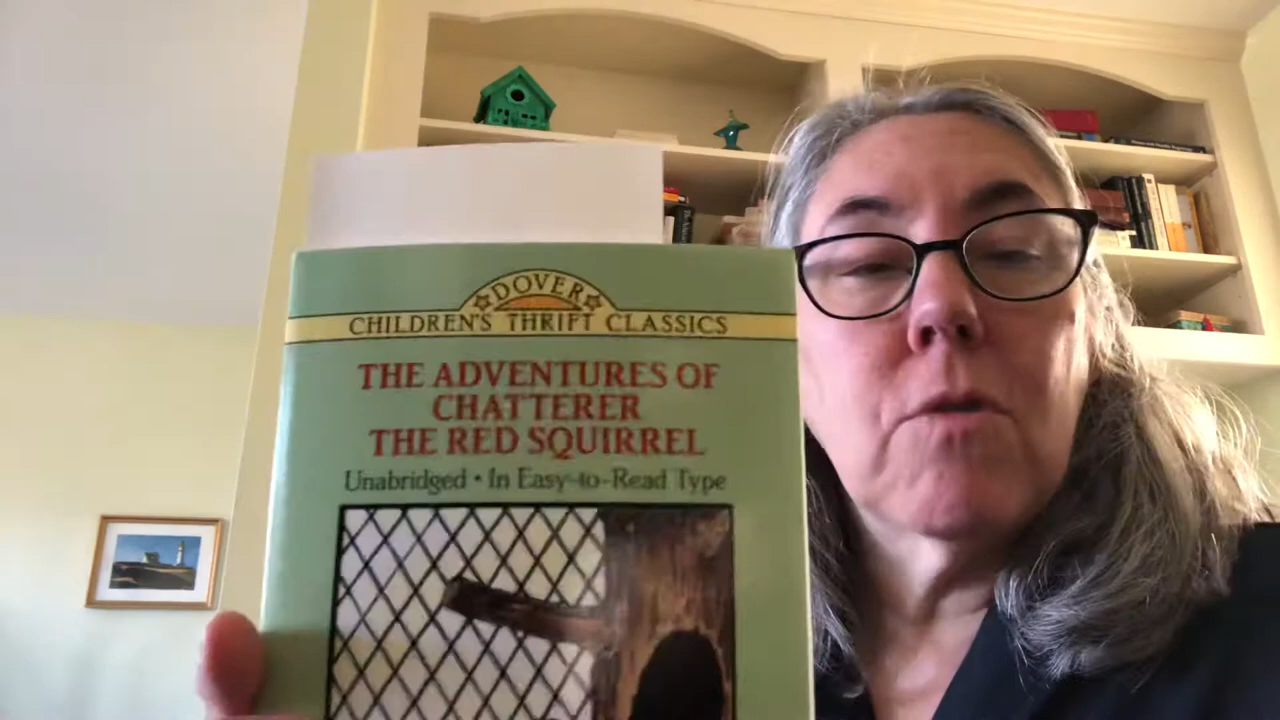 DOVER
CHILDREN'S THRIFT CLASSICS
THE ADVENTURES OF
CHATTERER
THE RED SQUIRREL
Unabridged • In Easy-to-Read Type